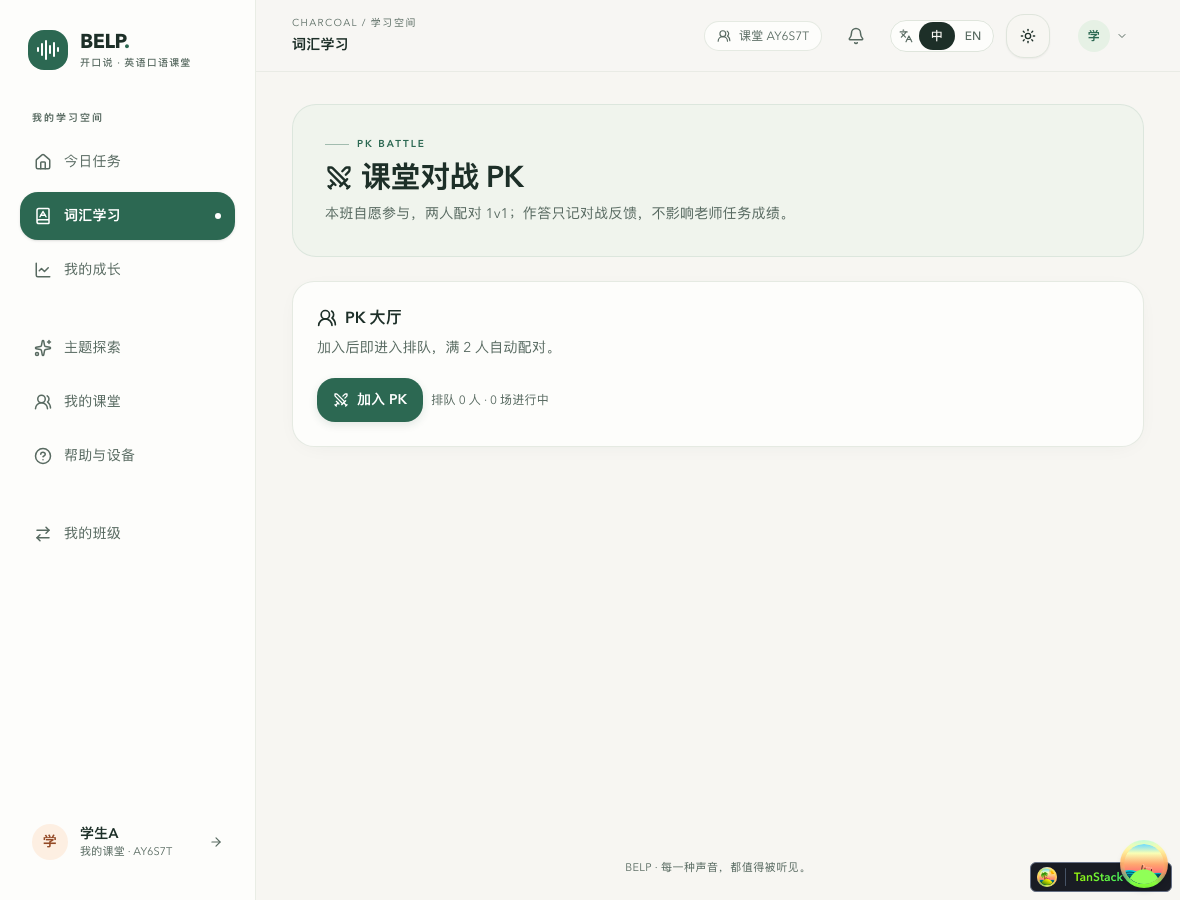 BELP.
开口说 · 英语口语课堂
我的学习空间
今日任务
词汇学习
我的成长
主题探索
我的课堂
帮助与设备
我的班级
学
学生A
我的课堂 · AY6S7T
CHARCOAL / 学习空间
词汇学习
课堂 AY6S7T
中
EN
学
PK BATTLE
课堂对战 PK
本班自愿参与，两人配对 1v1；作答只记对战反馈，不影响老师任务成绩。
PK 大厅
加入后即进入排队，满 2 人自动配对。
加入 PK
排队 0 人 · 0 场进行中
BELP · 每一种声音，都值得被听见。
TanStack